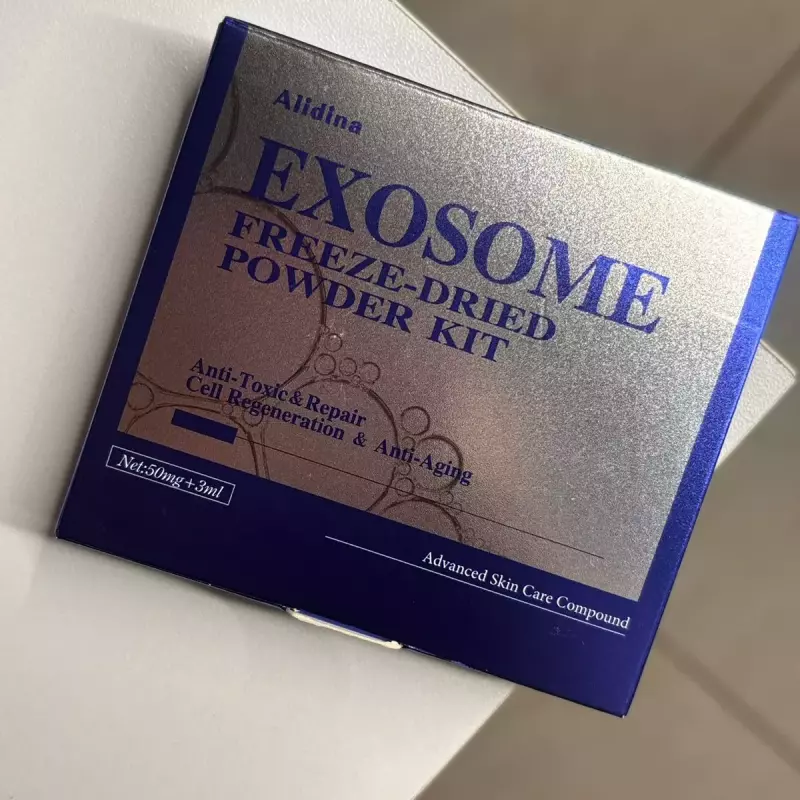 Alidina
EXOSOME
FREEZE-DRIED
POWDER KIT
Anti-Toxic & Repair
Cell Regeneration & Anti-Aging
Net:50mg+3ml
Advanced Skin Care Compound